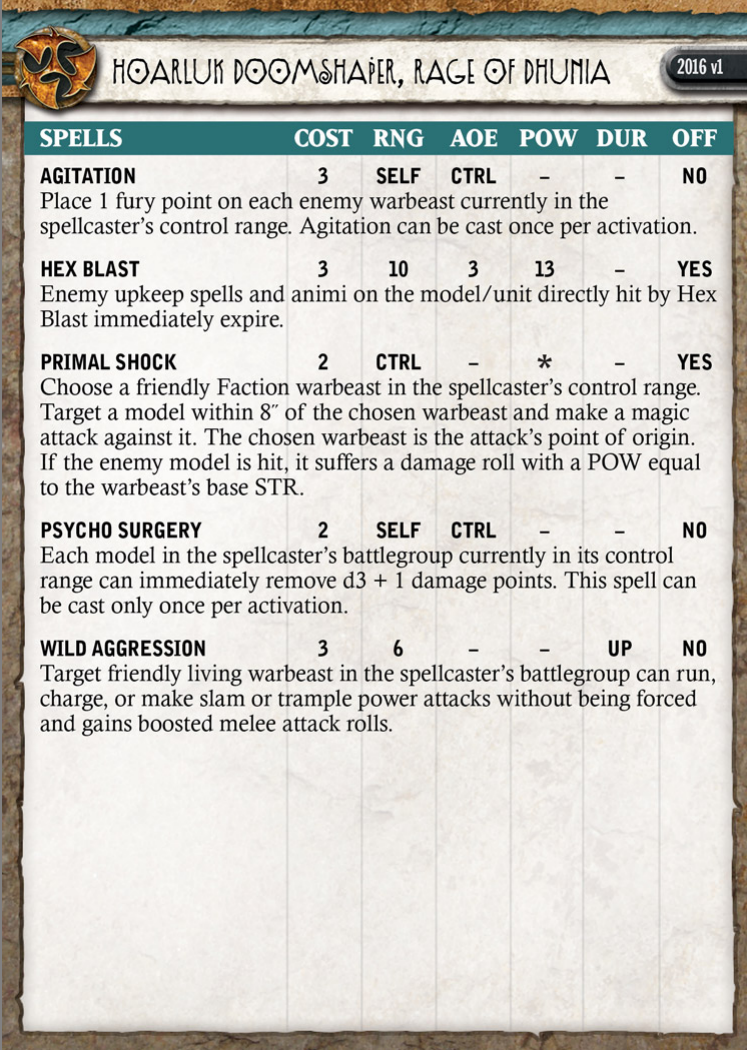 HOARLUK DOOMSHAPER, RAGE OF DHUNIA
2016 v1
SPELLS COST RNG AOE POW DUR OFF
AGITATION 3 SELF CTRL – – NO
Place 1 fury point on each enemy warbeast currently in the
spellcaster's control range. Agitation can be cast once per activation.
HEX BLAST 3 10 3 13 – YES
Enemy upkeep spells and animi on the model/unit directly hit by Hex
Blast immediately expire.
PRIMAL SHOCK 2 CTRL – * – YES
Choose a friendly Faction warbeast in the spellcaster's control range.
Target a model within 8˝ of the chosen warbeast and make a magic
attack against it. The chosen warbeast is the attack's point of origin.
If the enemy model is hit, it suffers a damage roll with a POW equal
to the warbeast's base STR.
PSYCHO SURGERY 2 SELF CTRL – – NO
Each model in the spellcaster's battlegroup currently in its control
range can immediately remove d3 + 1 damage points. This spell can
be cast only once per activation.
WILD AGGRESSION 3 6 – – UP NO
Target friendly living warbeast in the spellcaster's battlegroup can run,
charge, or make slam or trample power attacks without being forced
and gains boosted melee attack rolls.